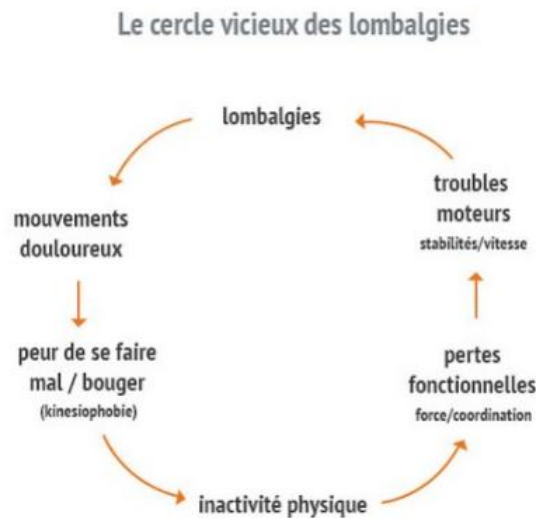 Le cercle vicieux des lombalgies
lombalgies
mouvements
douloureux
peur de se faire
mal / bouger
(kinesiophobie)
inactivité physique
pertes
fonctionnelles
force/coordination
troubles
moteurs
stabilités/vitesse